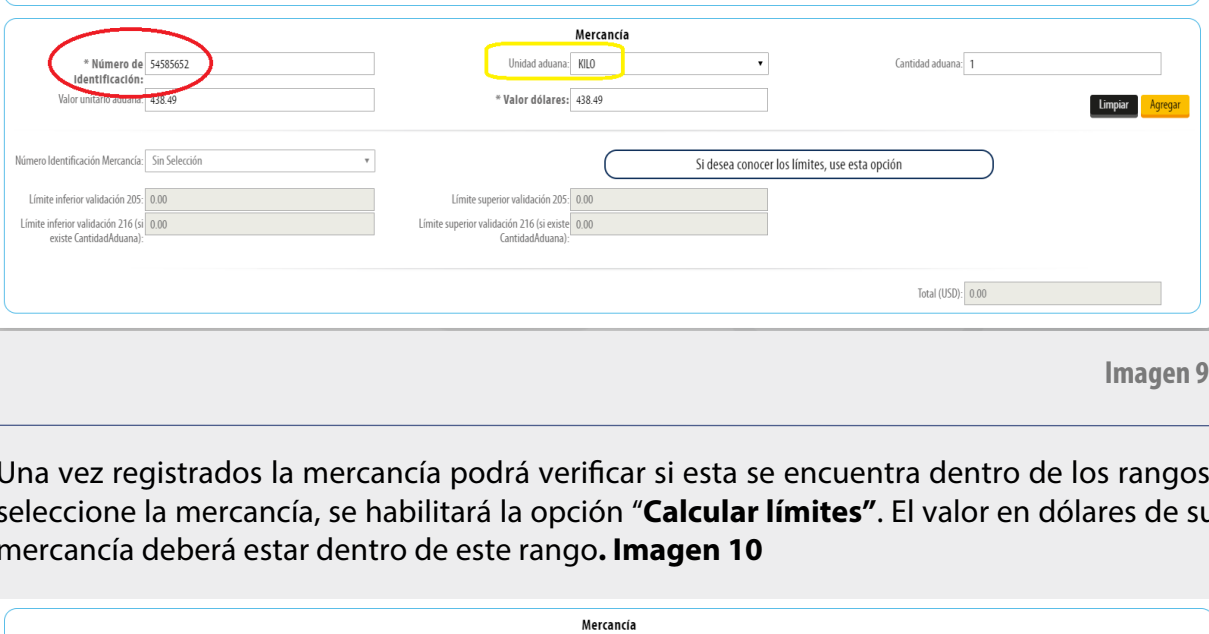 Mercancía
* Número de identificación: 54585652
Unidad aduana: KILO
Cantidad aduana: 1
Valor unitario aduana: 438.49
* Valor dólares: 438.49
Limpiar Agregar
Número Identificación Mercancía: Sin Selección
Si desea conocer los límites, use esta opción
Límite inferior validación 205: 0.00
Límite superior validación 205: 0.00
Límite inferior validación 216 (si existe CantidadAduana): 0.00
Límite superior validación 216 (si existe CantidadAduana): 0.00
Total (USD): 0.00
Imagen 9
Una vez registrados la mercancía podrá verificar si esta se encuentra dentro de los rangos
seleccione la mercancía, se habilitará la opción “Calcular límites”. El valor en dólares de su
mercancía deberá estar dentro de este rango. Imagen 10
Mercancía